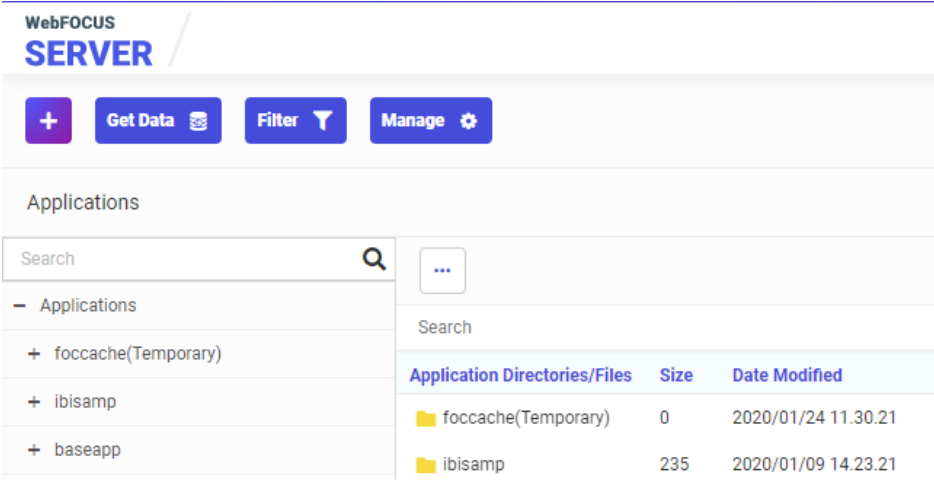 WebFOCUS
SERVER
+ Get Data Filter Manage
Applications
Search
...
− Applications
Search
+ foccache(Temporary)
Application Directories/Files Size Date Modified
+ ibisamp
foccache(Temporary) 0 2020/01/24 11.30.21
+ baseapp
ibisamp 235 2020/01/09 14.23.21